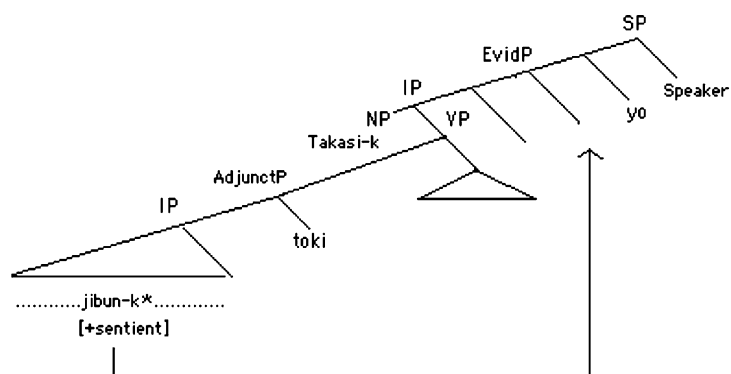 SP
EvidP
IP
Speaker
NP
VP
yo
Takasi-k
AdjunctP
IP
toki
............jibun-k*.............
[+sentient]